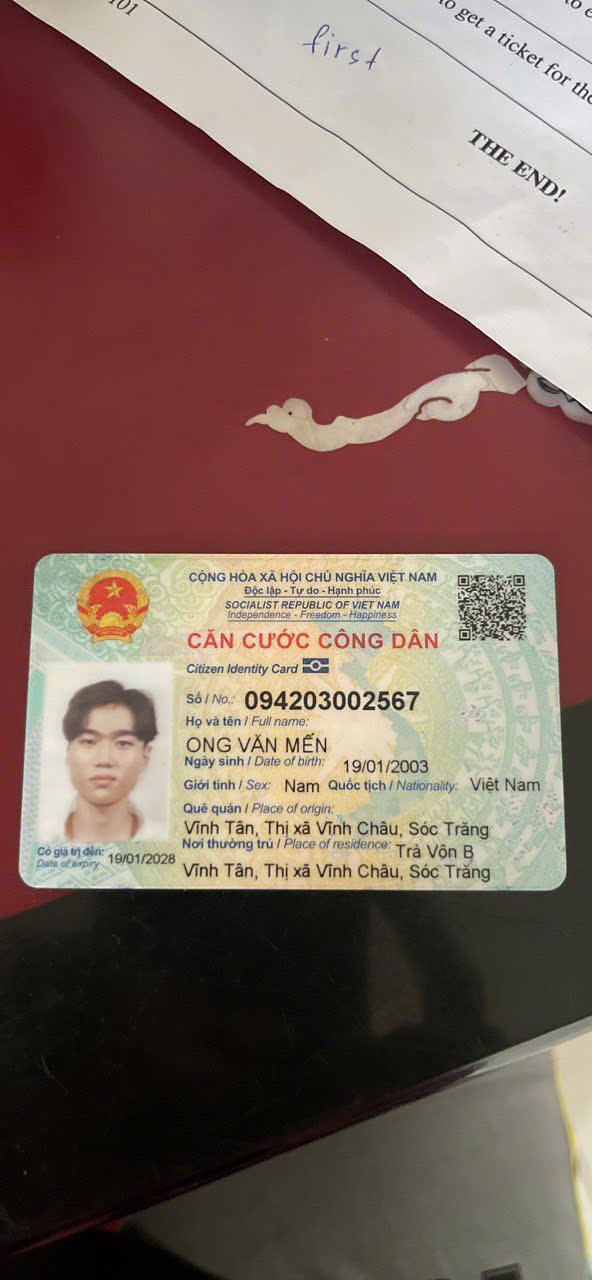 101
first
to e
to get a ticket for the
THE END!
CỘNG HÒA XÃ HỘI CHỦ NGHĨA VIỆT NAM
Độc lập - Tự do - Hạnh phúc
SOCIALIST REPUBLIC OF VIET NAM
Independence - Freedom - Happiness
CĂN CƯỚC CÔNG DÂN
Citizen Identity Card
Số / No.: 094203002567
Họ và tên / Full name:
ONG VĂN MẾN
Ngày sinh / Date of birth: 19/01/2003
Giới tính / Sex: Nam Quốc tịch / Nationality: Việt Nam
Quê quán / Place of origin:
Vĩnh Tân, Thị xã Vĩnh Châu, Sóc Trăng
Nơi thường trú / Place of residence: Trà Vôn B
Vĩnh Tân, Thị xã Vĩnh Châu, Sóc Trăng
Có giá trị đến: 19/01/2028
Date of expiry